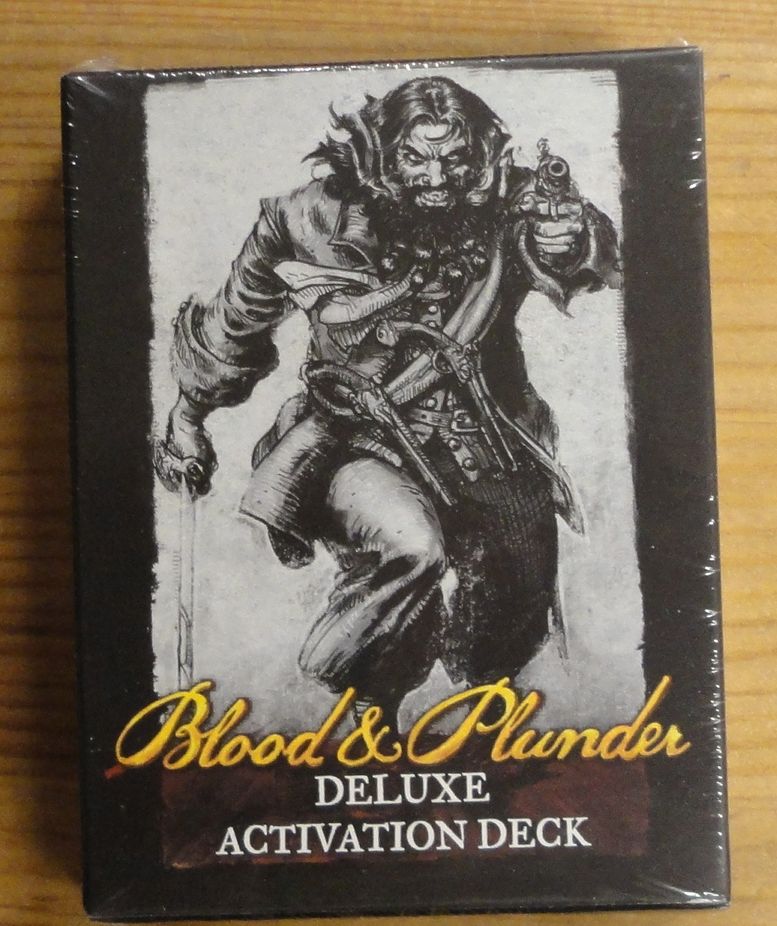 Blood & Plunder
DELUXE
ACTIVATION DECK